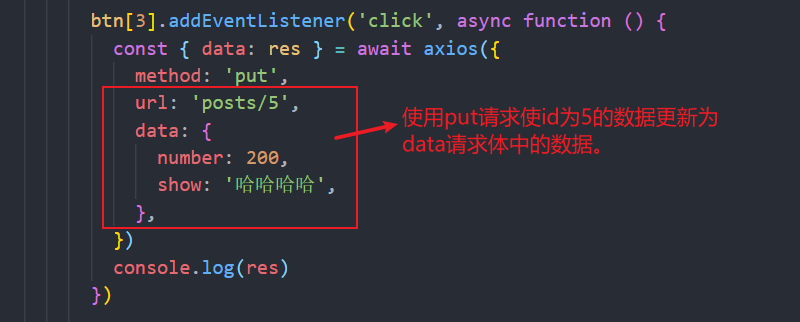 btn[3].addEventListener('click', async function () {
const { data: res } = await axios({
method: 'put',
url: 'posts/5',
data: {
number: 200,
show: '哈哈哈哈',
},
})
console.log(res)
})
使用put请求使id为5的数据更新为
data请求体中的数据。